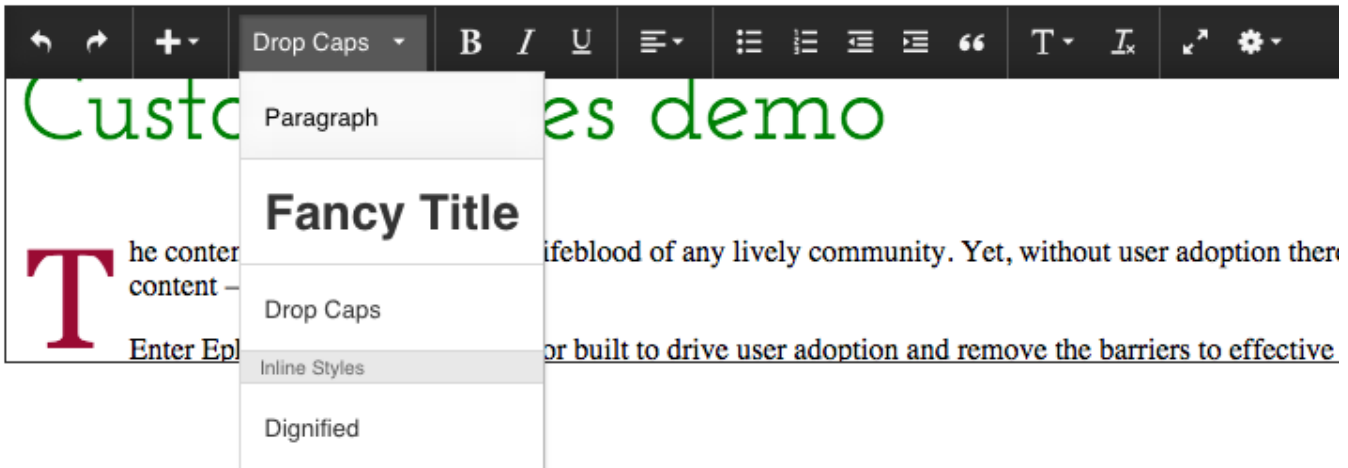 Drop Caps B I U T T
Custo es demo
Paragraph
Fancy Title
T
he conten ifeblood of any lively community. Yet, without user adoption there
content –
Drop Caps
Enter Epl or built to drive user adoption and remove the barriers to effective
Inline Styles
Dignified